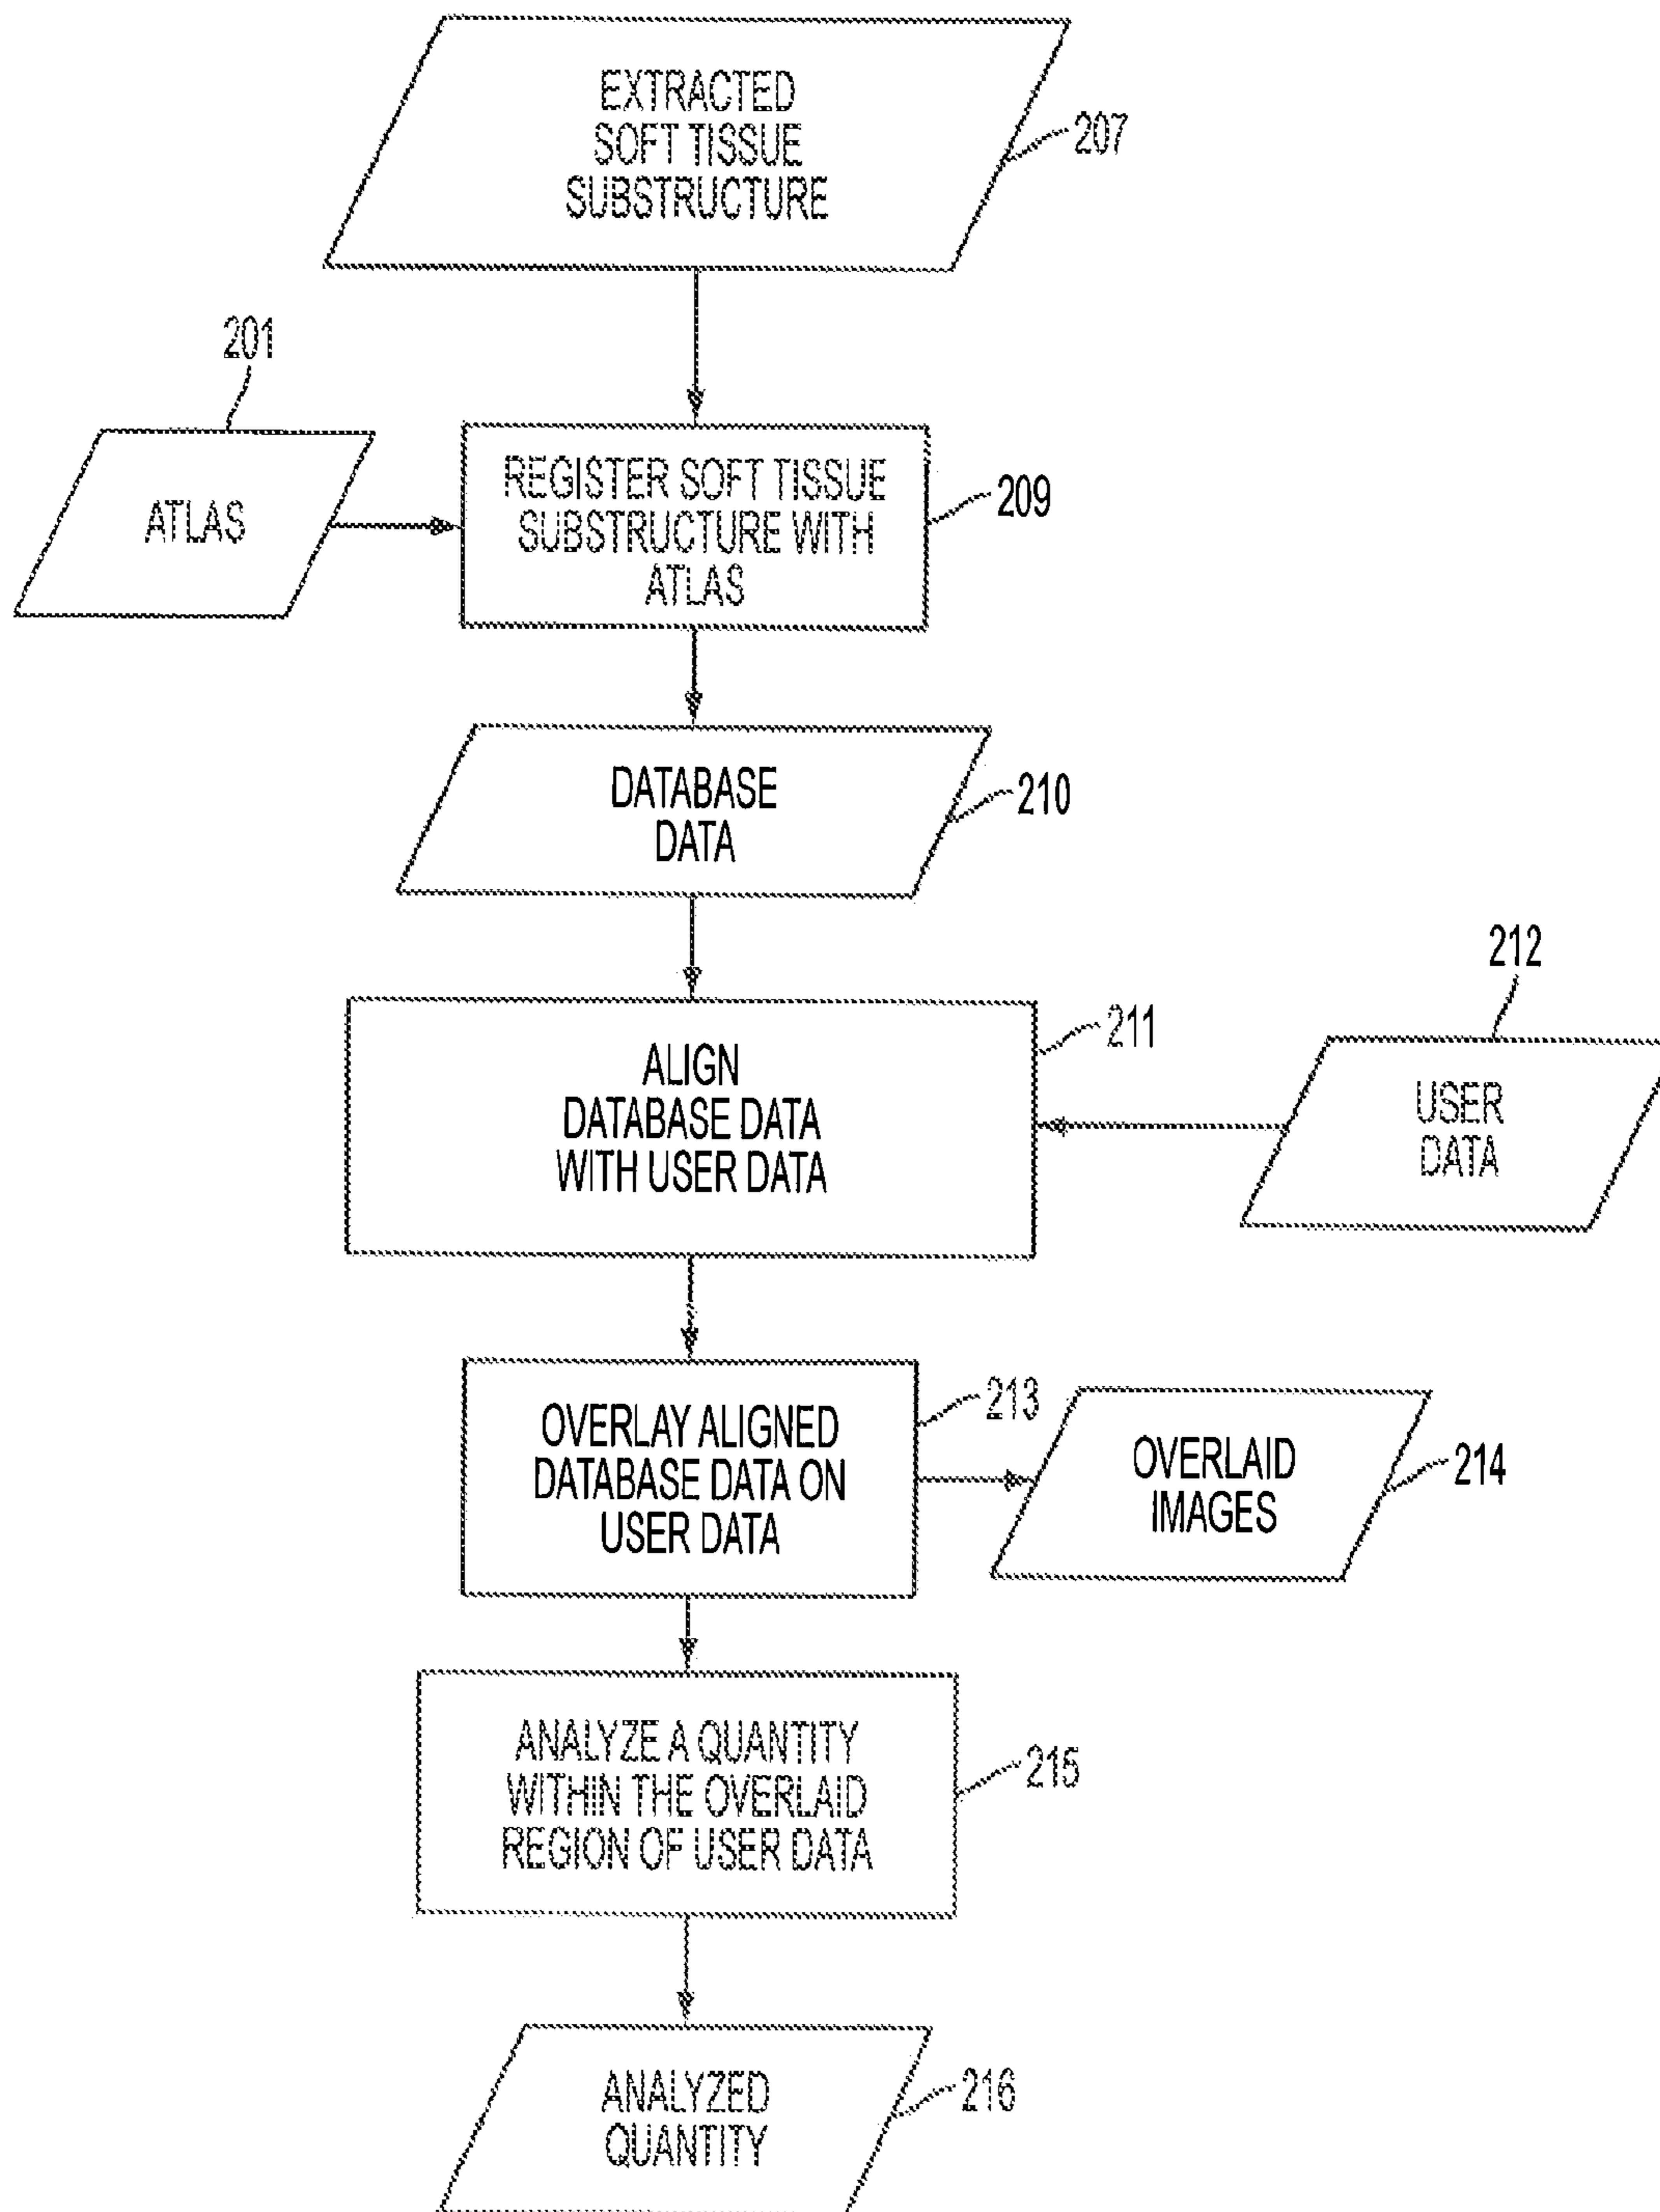 EXTRACTED
SOFT TISSUE
SUBSTRUCTURE
207
201
ATLAS
REGISTER SOFT TISSUE
SUBSTRUCTURE WITH
ATLAS
209
DATABASE
DATA
210
ALIGN
DATABASE DATA
WITH USER DATA
211
212
USER
DATA
OVERLAY ALIGNED
DATABASE DATA ON
USER DATA
213
OVERLAID
IMAGES
214
ANALYZE A QUANTITY
WITHIN THE OVERLAID
REGION OF USER DATA
215
ANALYZED
QUANTITY
216